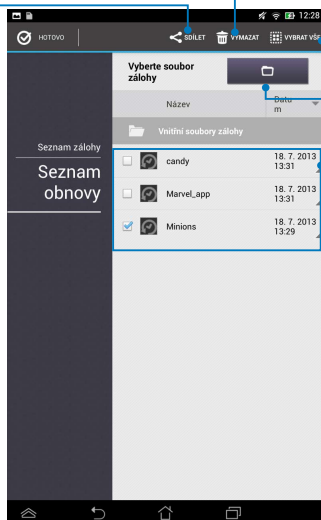 12:28
HOTOVO
SDÍLET
VYMAZAT
VYBRAT VŠE
Vyberte soubor
zálohy
Název
Datu
m
Vnitřní soubory zálohy
Seznam zálohy
Seznam
obnovy
candy
18. 7. 2013
13:31
Marvel_app
18. 7. 2013
13:31
Minions
18. 7. 2013
13:29